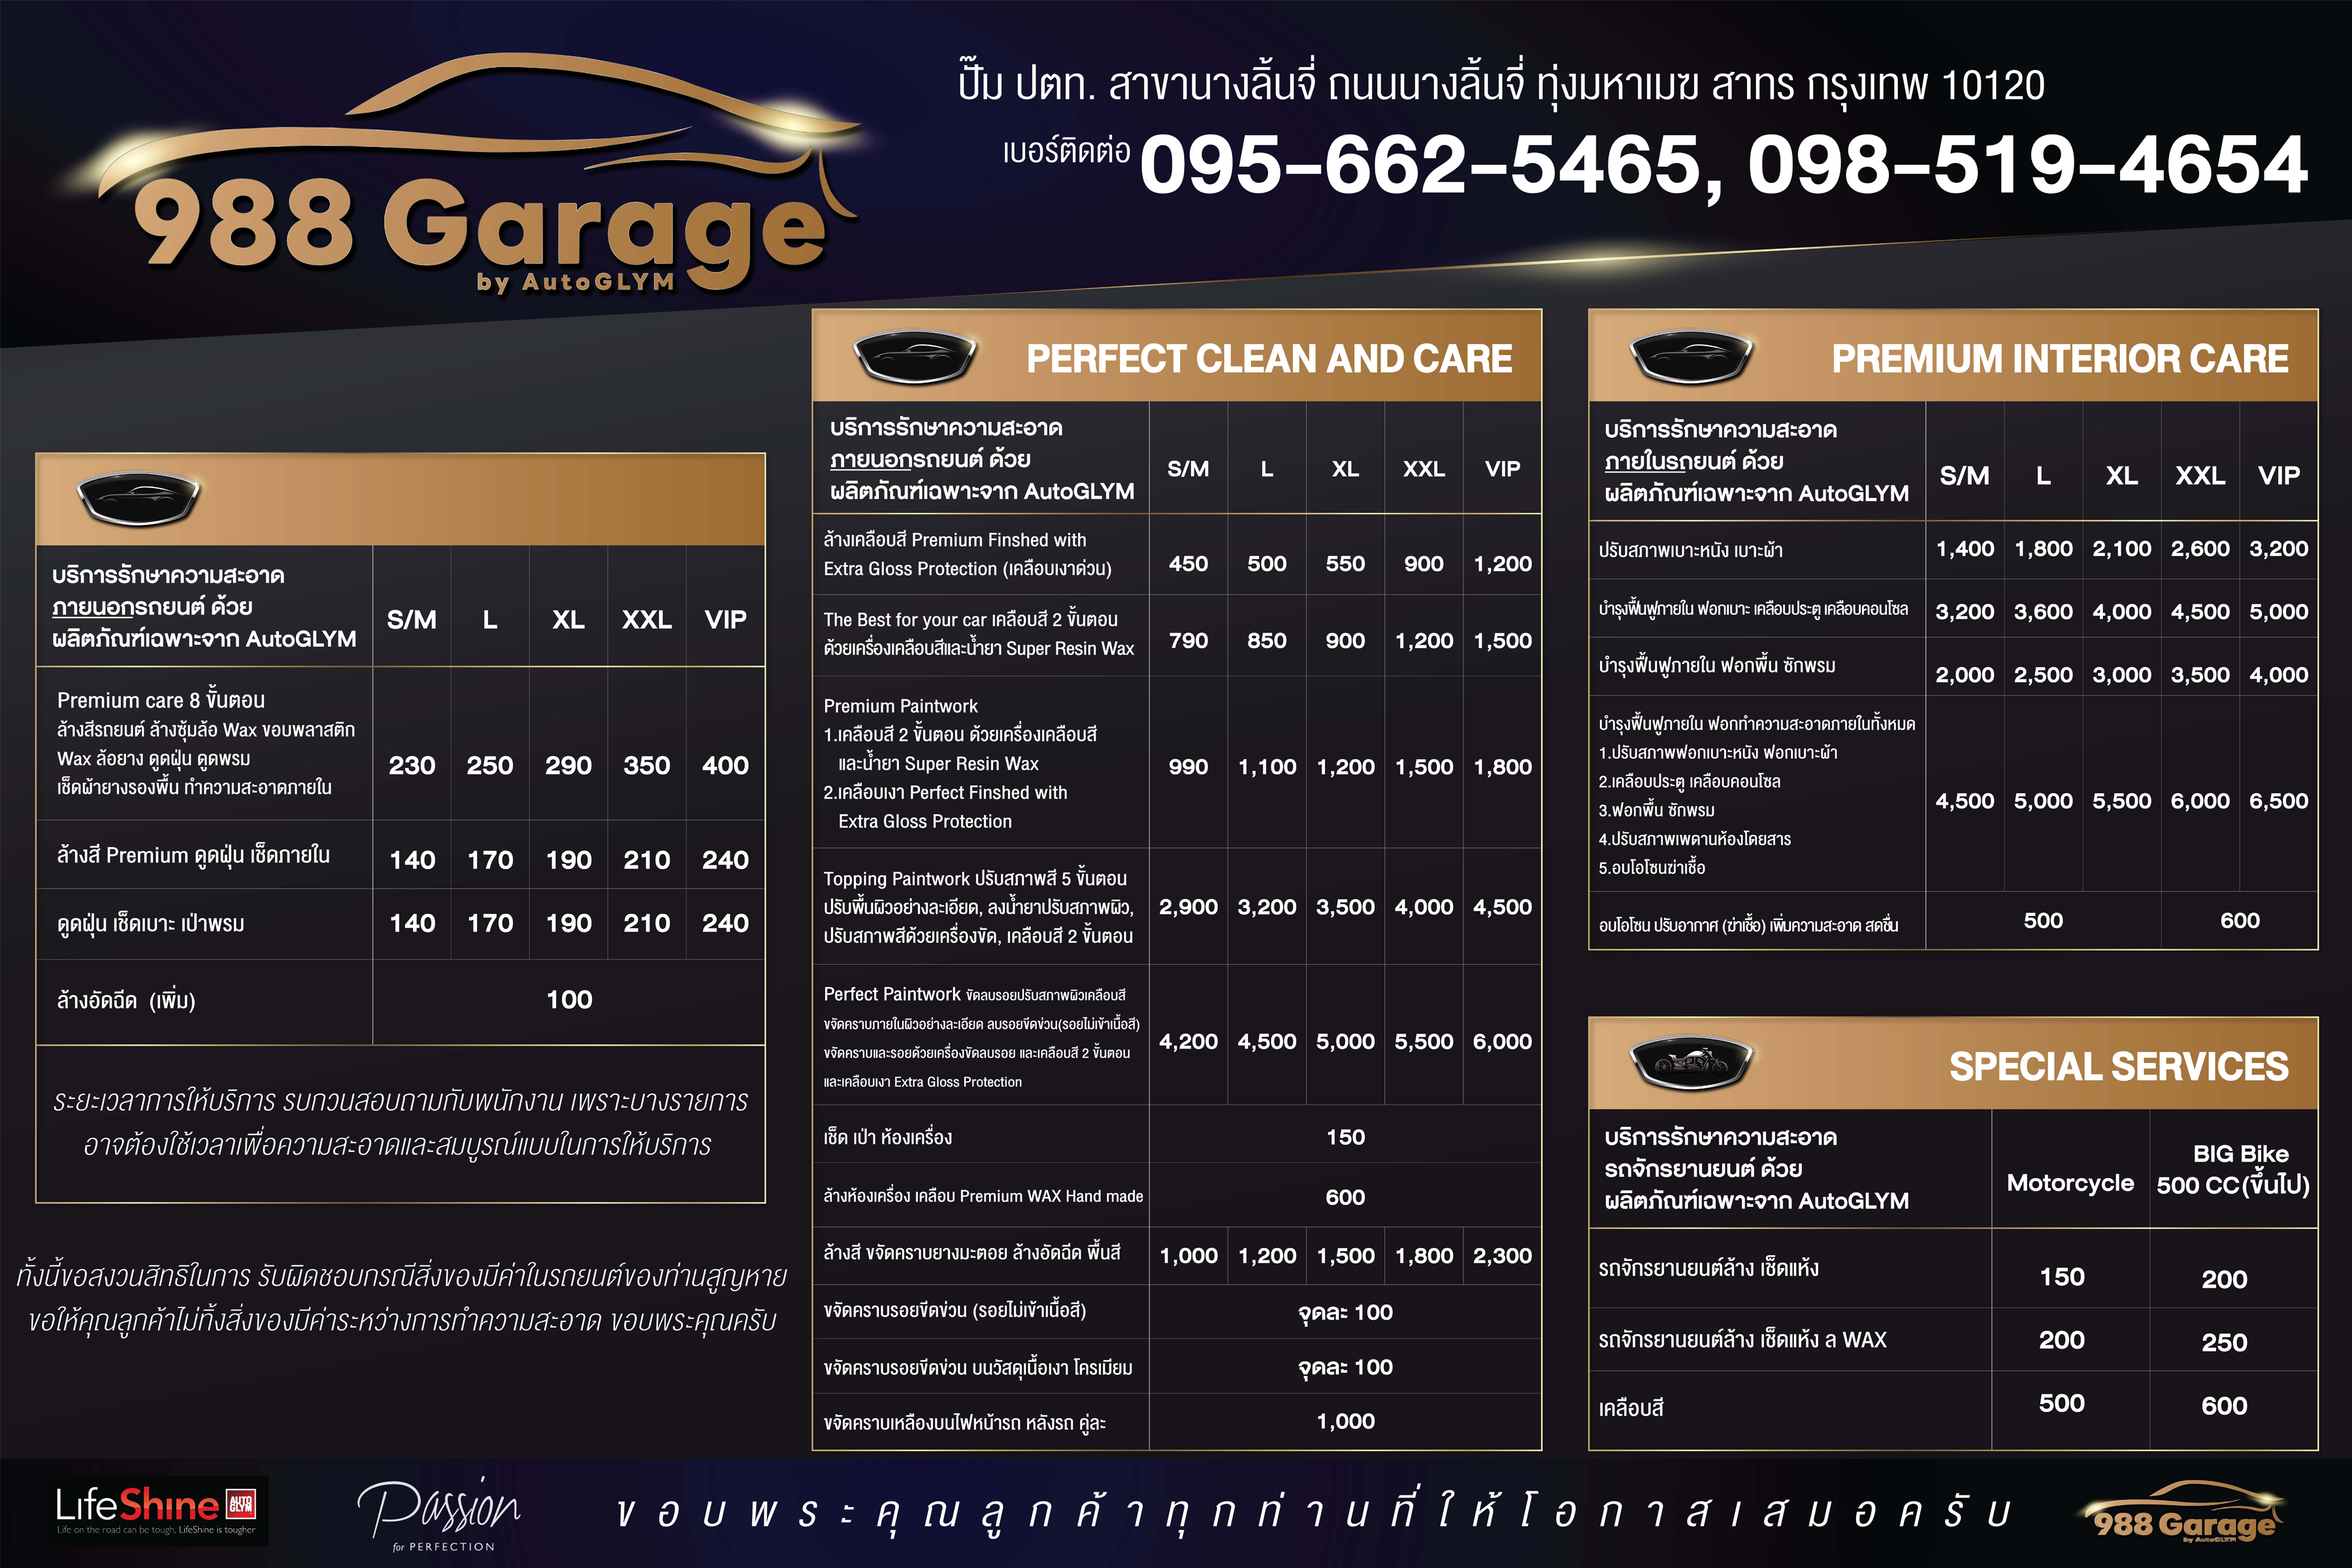 988 Garage
by AutoGLYM
ปั๊ม ปตท. สาขานางลิ้นจี่ ถนนนางลิ้นจี่ ทุ่งมหาเมฆ สาทร กรุงเทพ 10120
เบอร์ติดต่อ 095-662-5465, 098-519-4654
บริการรักษาความสะอาด
ภายนอกรถยนต์ ด้วย
ผลิตภัณฑ์เฉพาะจาก AutoGLYM
S/M L XL XXL VIP
Premium care 8 ขั้นตอน
ล้างสีรถยนต์ ล้างซุ้มล้อ Wax ขอบพลาสติก
Wax ล้อยาง ดูดฝุ่น ดูดพรม
เช็ดผ้ายางรองพื้น ทำความสะอาดภายใน
230 250 290 350 400
ล้างสี Premium ดูดฝุ่น เช็ดภายใน 140 170 190 210 240
ดูดฝุ่น เช็ดเบาะ เป่าพรม 140 170 190 210 240
ล้างอัดฉีด (เพิ่ม) 100
ระยะเวลาการให้บริการ รบกวนสอบถามกับพนักงาน เพราะบางรายการ
อาจต้องใช้เวลาเพื่อความสะอาดและสมบูรณ์แบบในการให้บริการ
ทั้งนี้ขอสงวนสิทธิในการ รับผิดชอบกรณีสิ่งของมีค่าในรถยนต์ของท่านสูญหาย
ขอให้คุณลูกค้าไม่ทิ้งสิ่งของมีค่าระหว่างการทำความสะอาด ขอบพระคุณครับ
PERFECT CLEAN AND CARE
บริการรักษาความสะอาด
ภายนอกรถยนต์ ด้วย
ผลิตภัณฑ์เฉพาะจาก AutoGLYM
S/M L XL XXL VIP
ล้างเคลือบสี Premium Finshed with
Extra Gloss Protection (เคลือบเงาด่วน)
450 500 550 900 1,200
The Best for your car เคลือบสี 2 ขั้นตอน
ด้วยเครื่องเคลือบสีและน้ำยา Super Resin Wax
790 850 900 1,200 1,500
Premium Paintwork
1.เคลือบสี 2 ขั้นตอน ด้วยเครื่องเคลือบสี
และน้ำยา Super Resin Wax
2.เคลือบเงา Perfect Finshed with
Extra Gloss Protection
990 1,100 1,200 1,500 1,800
Topping Paintwork ปรับสภาพสี 5 ขั้นตอน
ปรับพื้นผิวอย่างละเอียด, ลงน้ำยาปรับสภาพผิว,
ปรับสภาพสีด้วยเครื่องขัด, เคลือบสี 2 ขั้นตอน
2,900 3,200 3,500 4,000 4,500
Perfect Paintwork ขัดลบรอยปรับสภาพผิวเคลือบสี
ขจัดคราบภายในผิวอย่างละเอียด ลบรอยขีดข่วน(รอยไม่เข้าเนื้อสี)
ขจัดคราบและรอยด้วยเครื่องขัดลบรอย และเคลือบสี 2 ขั้นตอน
และเคลือบเงา Extra Gloss Protection
4,200 4,500 5,000 5,500 6,000
เช็ด เป่า ห้องเครื่อง 150
ล้างห้องเครื่อง เคลือบ Premium WAX Hand made 600
ล้างสี ขจัดคราบยางมะตอย ล้างอัดฉีด พื้นสี 1,000 1,200 1,500 1,800 2,300
ขจัดคราบรอยขีดข่วน (รอยไม่เข้าเนื้อสี) จุดละ 100
ขจัดคราบรอยขีดข่วน บนวัสดุเนื้อเงา โครเมียม จุดละ 100
ขจัดคราบเหลืองบนไฟหน้ารถ หลังรถ คู่ละ 1,000
PREMIUM INTERIOR CARE
บริการรักษาความสะอาด
ภายในรถยนต์ ด้วย
ผลิตภัณฑ์เฉพาะจาก AutoGLYM
S/M L XL XXL VIP
ปรับสภาพเบาะหนัง เบาะผ้า 1,400 1,800 2,100 2,600 3,200
บำรุงฟื้นฟูภายใน ฟอกเบาะ เคลือบประตู เคลือบคอนโซล 3,200 3,600 4,000 4,500 5,000
บำรุงฟื้นฟูภายใน ฟอกพื้น ซักพรม 2,000 2,500 3,000 3,500 4,000
บำรุงฟื้นฟูภายใน ฟอกทำความสะอาดภายในทั้งหมด
1.ปรับสภาพฟอกเบาะหนัง ฟอกเบาะผ้า
2.เคลือบประตู เคลือบคอนโซล
3.ฟอกพื้น ซักพรม
4.ปรับสภาพเพดานห้องโดยสาร
5.อบโอโซนฆ่าเชื้อ
4,500 5,000 5,500 6,000 6,500
อบโอโซน ปรับอากาศ (ฆ่าเชื้อ) เพิ่มความสะอาด สดชื่น 500 600
SPECIAL SERVICES
บริการรักษาความสะอาด
รถจักรยานยนต์ ด้วย
ผลิตภัณฑ์เฉพาะจาก AutoGLYM
Motorcycle
BIG Bike
500 CC(ขึ้นไป)
รถจักรยานยนต์ล้าง เช็ดแห้ง 150 200
รถจักรยานยนต์ล้าง เช็ดแห้ง ล WAX 200 250
เคลือบสี 500 600
LifeShine AUTO GLYM
Life on the road can be tough, LifeShine is tougher
Passion
for PERFECTION
ขอบพระคุณลูกค้าทุกท่านที่ให้โอกาสเสมอครับ
988 Garage
by AutoGLYM